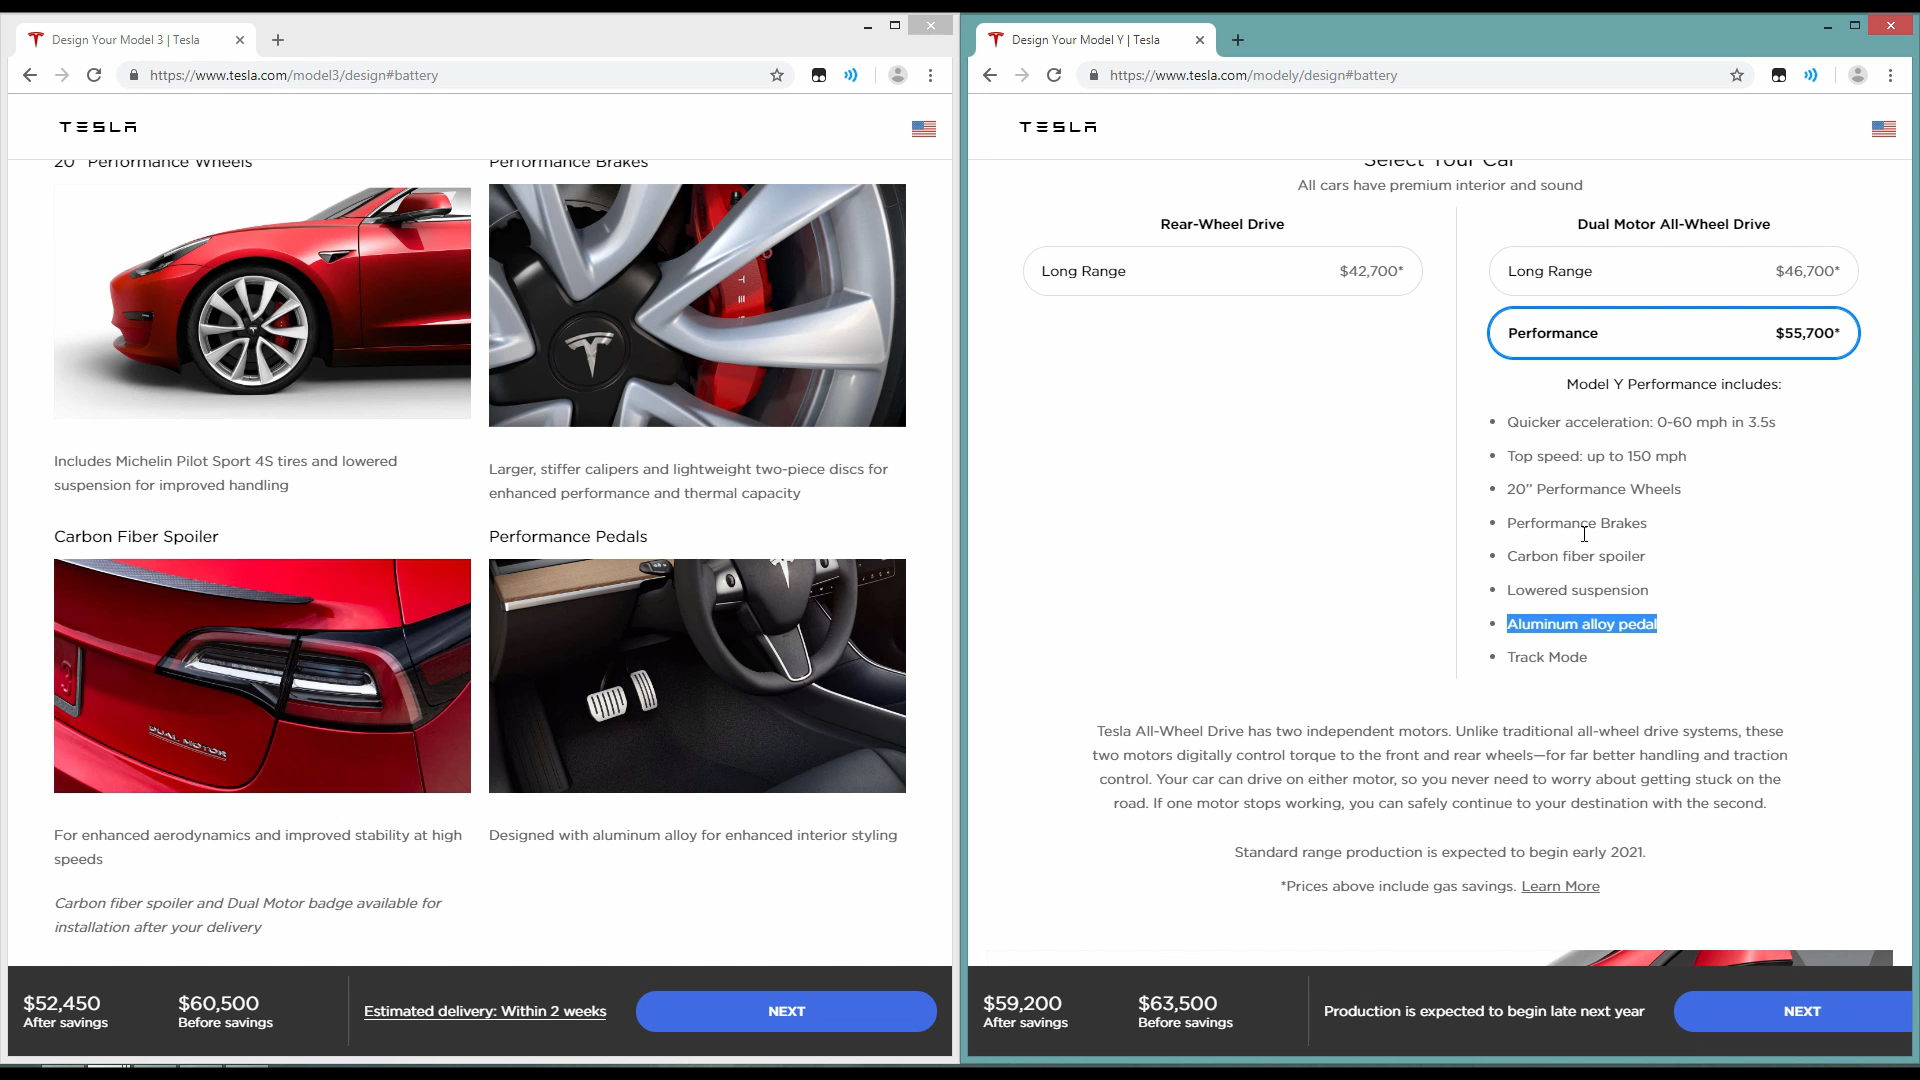 Design Your Model 3 | Tesla
https://www.tesla.com/model3/design#battery
TESLA
20" Performance Wheels
Performance Brakes
Includes Michelin Pilot Sport 4S tires and lowered
suspension for improved handling
Larger, stiffer calipers and lightweight two-piece discs for
enhanced performance and thermal capacity
Carbon Fiber Spoiler
Performance Pedals
DUAL MOTOR
For enhanced aerodynamics and improved stability at high
speeds
Designed with aluminum alloy for enhanced interior styling
Carbon fiber spoiler and Dual Motor badge available for
installation after your delivery
$52,450
After savings
$60,500
Before savings
Estimated delivery: Within 2 weeks
NEXT
Design Your Model Y | Tesla
https://www.tesla.com/modely/design#battery
TESLA
Select Your Car
All cars have premium interior and sound
Rear-Wheel Drive
Long Range $42,700*
Dual Motor All-Wheel Drive
Long Range $46,700*
Performance $55,700*
Model Y Performance includes:
• Quicker acceleration: 0-60 mph in 3.5s
• Top speed: up to 150 mph
• 20’’ Performance Wheels
• Performance Brakes
• Carbon fiber spoiler
• Lowered suspension
• Aluminum alloy pedal
• Track Mode
Tesla All-Wheel Drive has two independent motors. Unlike traditional all-wheel drive systems, these
two motors digitally control torque to the front and rear wheels—for far better handling and traction
control. Your car can drive on either motor, so you never need to worry about getting stuck on the
road. If one motor stops working, you can safely continue to your destination with the second.
Standard range production is expected to begin early 2021.
*Prices above include gas savings. Learn More
$59,200
After savings
$63,500
Before savings
Production is expected to begin late next year
NEXT